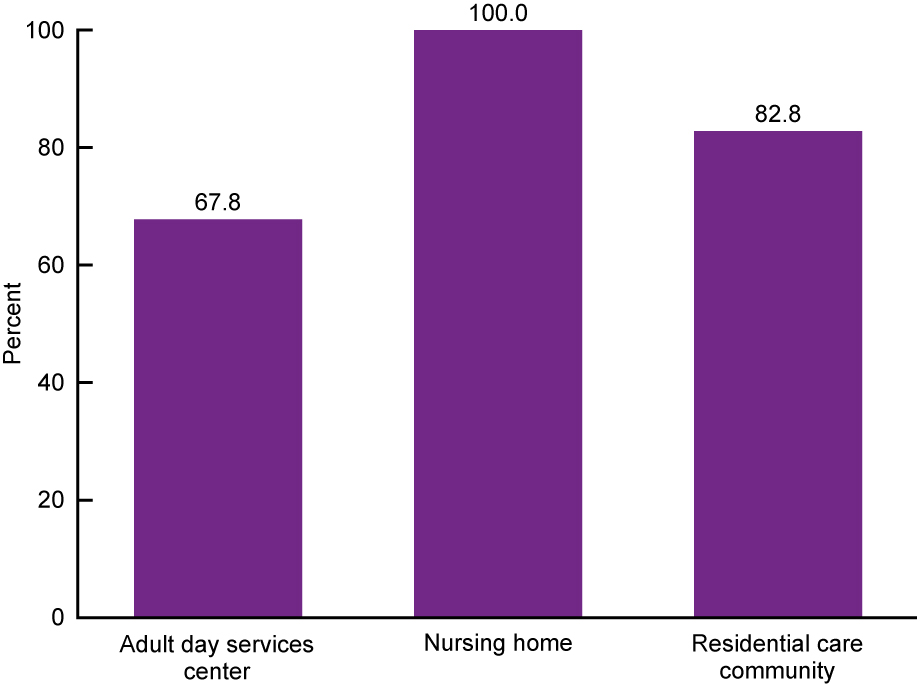 Percent
100
80
60
40
20
0
67.8
100.0
82.8
Adult day services
center
Nursing home
Residential care
community